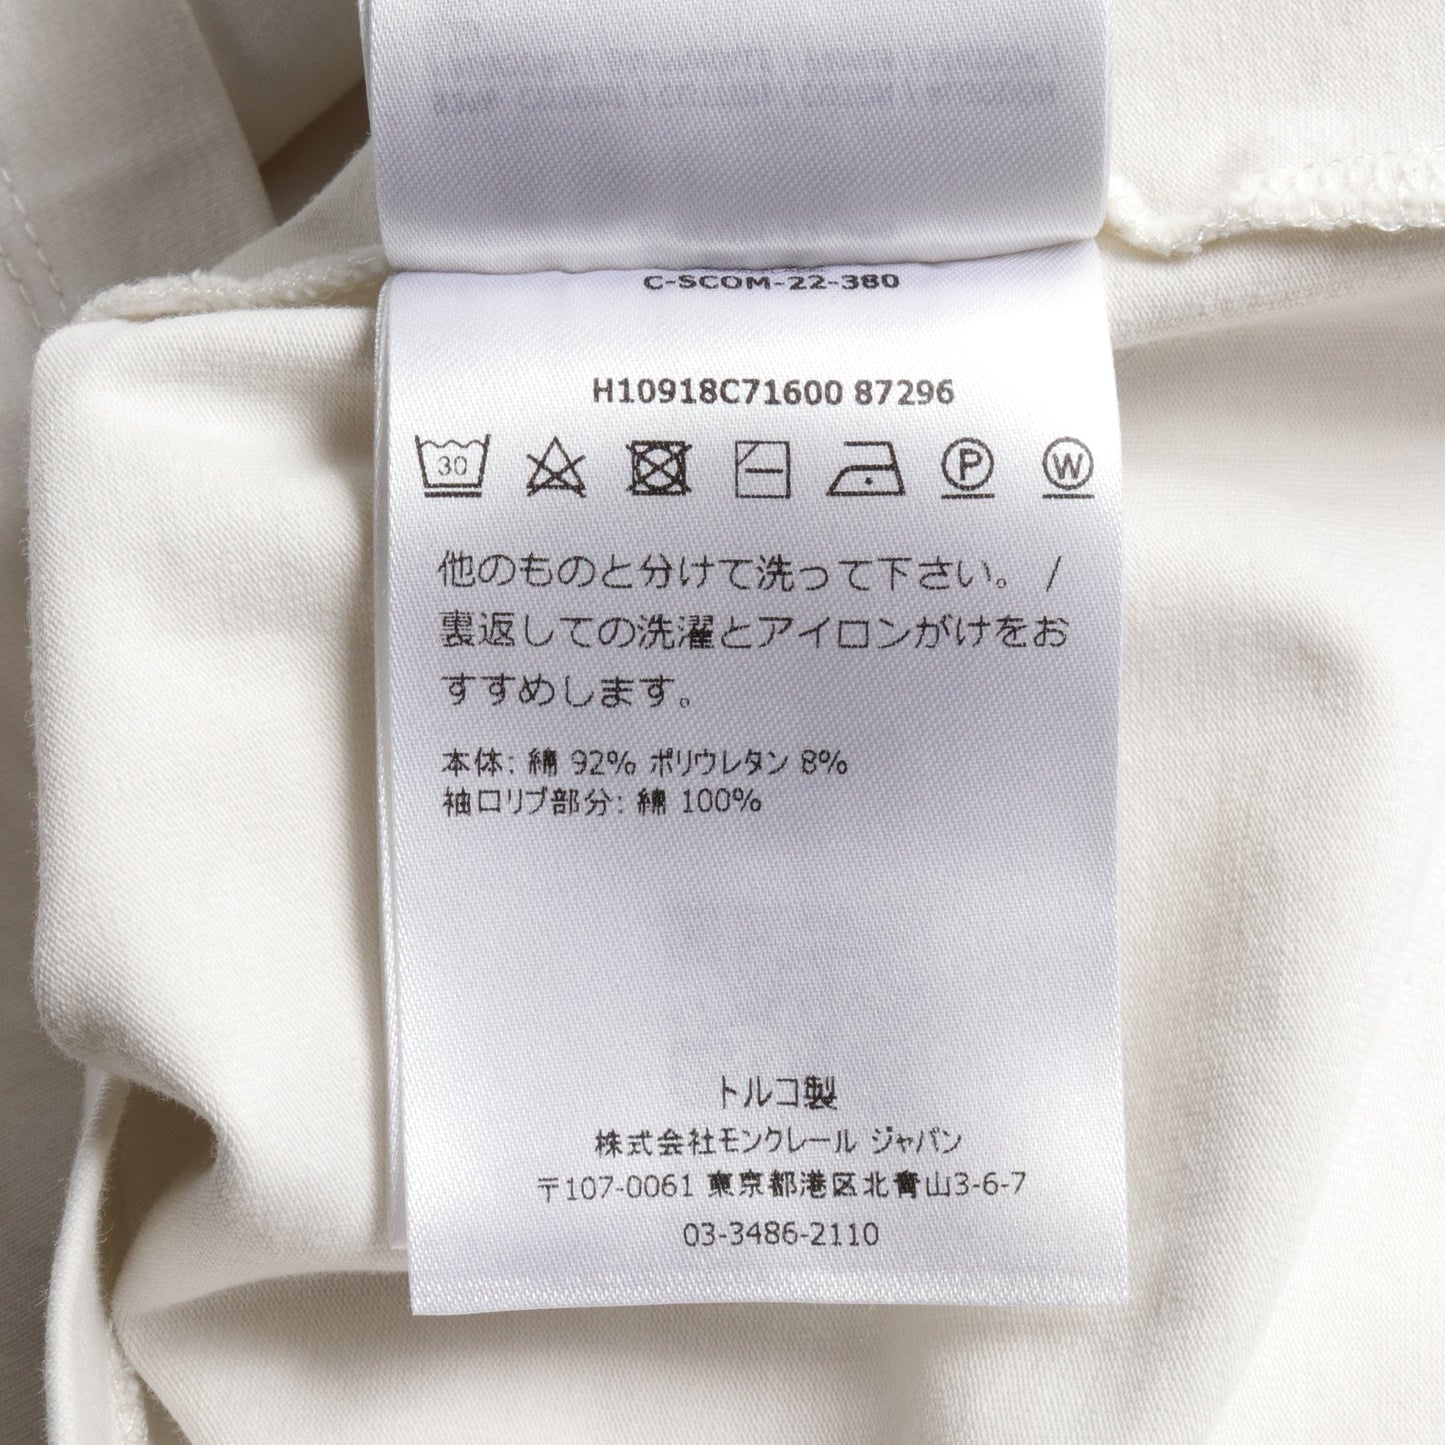 C-SCOM-22-380
H10918C71600 87296
30
P
W
他のものと分けて洗って下さい。 /
裏返しての洗濯とアイロンがけをお
すすめします。
本体: 綿 92% ポリウレタン 8%
袖口リブ部分: 綿 100%
トルコ製
株式会社モンクレール ジャパン
〒107-0061 東京都港区北青山3-6-7
03-3486-2110